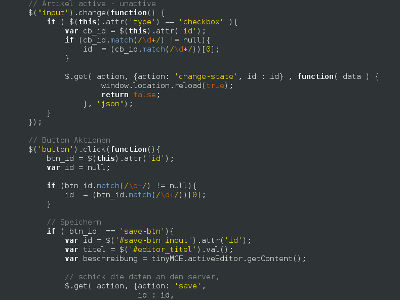 // Artikel active - unactive
$("input").change(function() {
if ( $(this).attr('type') == 'checkbox' ){
var cb_id = $(this).attr('id');
if (cb_id.match(/\d+/) != null){
id = (cb_id.match(/\d+/))[0];
}
$.get( action, {action: 'change-state', id : id} , function( data ) {
window.location.reload(true);
return false;
}, "json");
}
});
// Button Aktionen
$('button').click(function(){
btn_id = $(this).attr('id');
var id = null;
if (btn_id.match(/\d+/) != null){
id = (btn_id.match(/\d+/))[0];
}
// Speichern
if ( btn_id == 'save-btn'){
var id = $('#save-btn input').attr('id');
var titel = $('#editor_titel').val();
var beschreibung = tinyMCE.activeEditor.getContent();
// schick die daten an den server,
$.get( action, {action: 'save',
id : id,